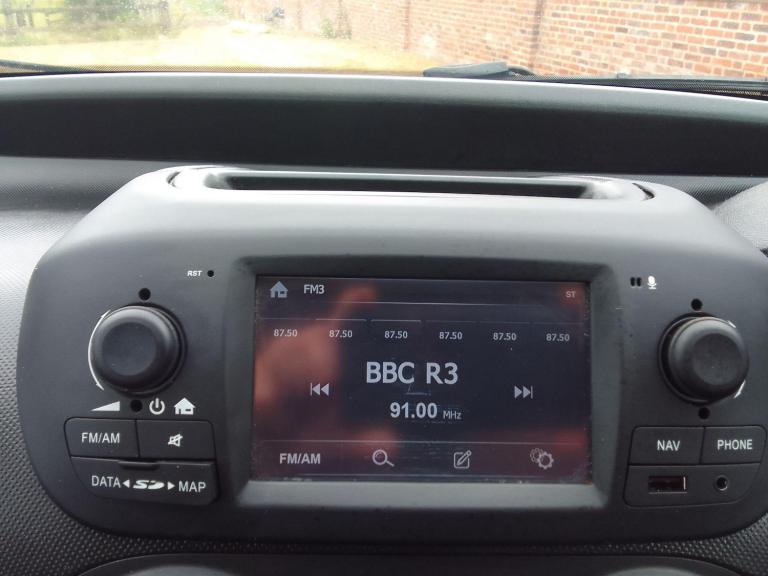 RST
FM3
ST
87.50 87.50 87.50 87.50 87.50 87.50
BBC R3
91.00 MHz
FM/AM
FM/AM
DATA SD MAP
NAV PHONE